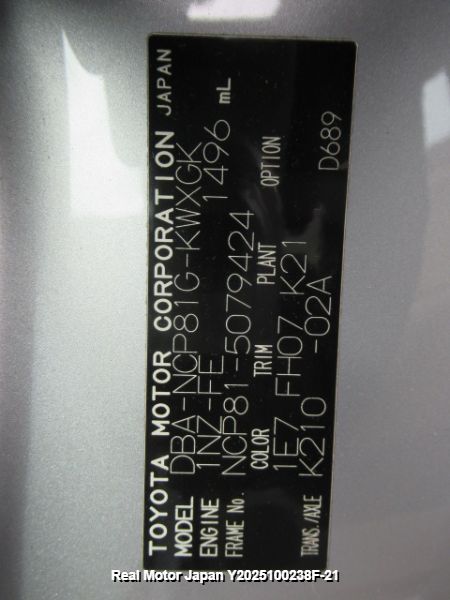 TOYOTA MOTOR CORPORATION JAPAN
MODEL DBA-NCP81G-KWXGK
ENGINE 1NZ-FE 1496 mL
FRAME No. NCP81-5079424
COLOR TRIM PLANT OPTION
1E7 FH07 K21
TRANS./AXLE K210 -02A D689
Real Motor Japan Y2025100238F-21